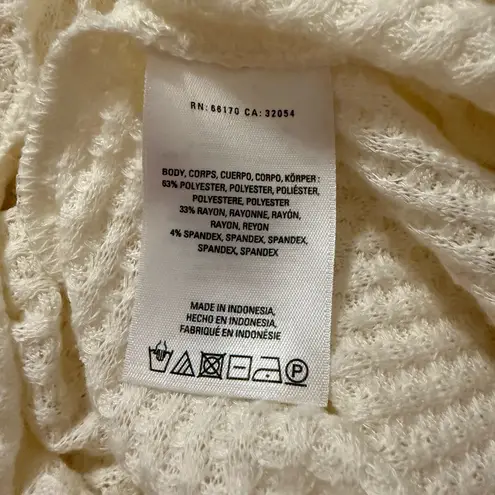 RN: 66170 CA: 32054
BODY, CORPS, CUERPO, CORPO, KÖRPER :
63% POLYESTER, POLYESTER, POLIÉSTER,
POLYESTERE, POLYESTER
33% RAYON, RAYONNE, RAYÓN,
RAYON, REYON
4% SPANDEX, SPANDEX, SPANDEX,
SPANDEX, SPANDEX
MADE IN INDONESIA,
HECHO EN INDONESIA,
FABRIQUÉ EN INDONÉSIE
P